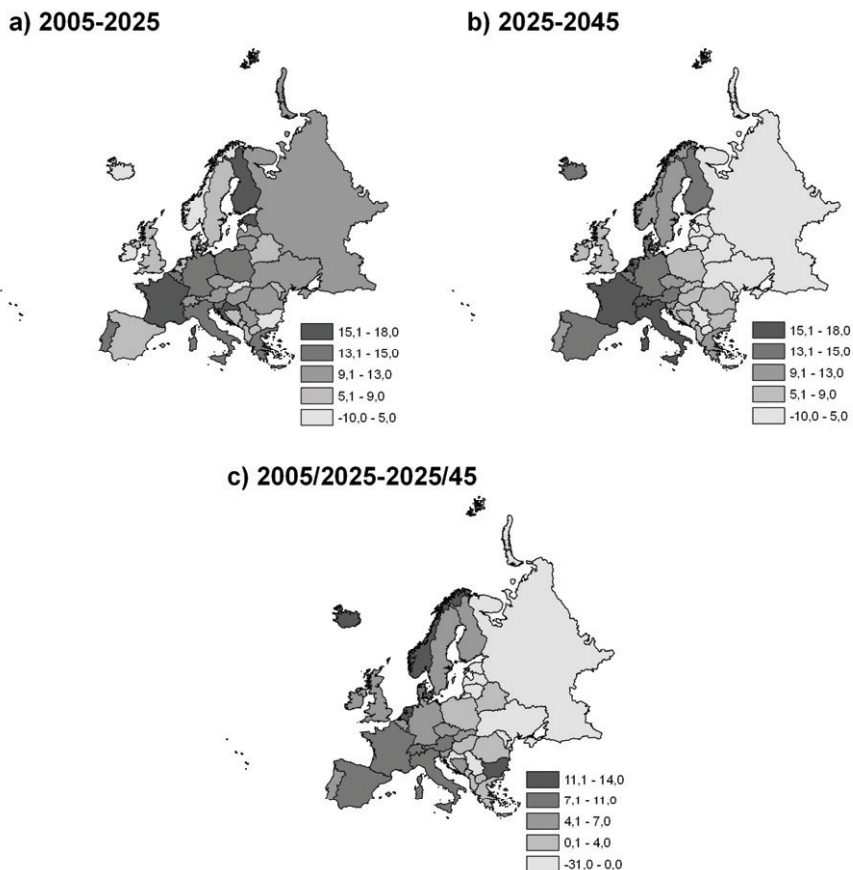 a) 2005-2025
b) 2025-2045
15,1 - 18,0
13,1 - 15,0
9,1 - 13,0
5,1 - 9,0
-10,0 - 5,0
15,1 - 18,0
13,1 - 15,0
9,1 - 13,0
5,1 - 9,0
-10,0 - 5,0
c) 2005/2025-2025/45
11,1 - 14,0
7,1 - 11,0
4,1 - 7,0
0,1 - 4,0
-31,0 - 0,0